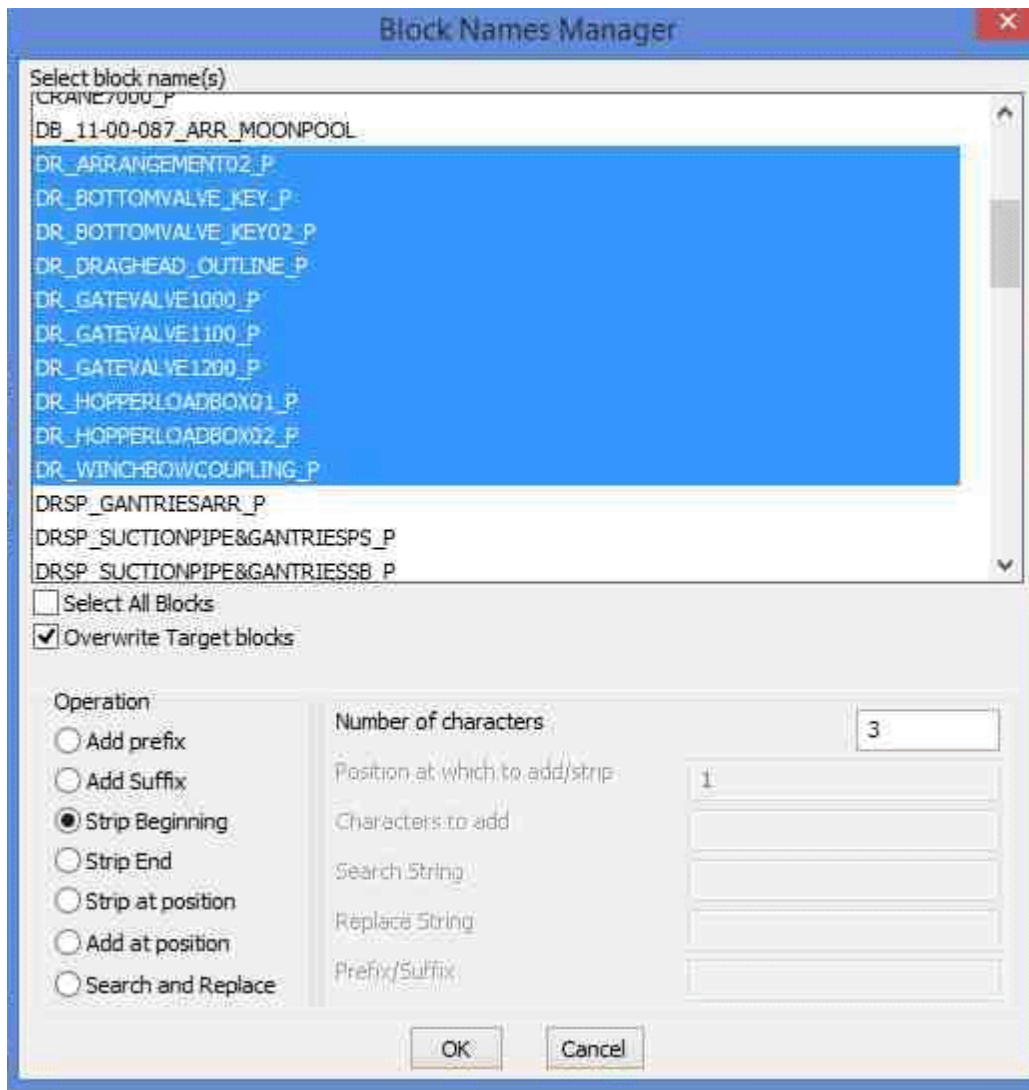 Block Names Manager
Select block name(s)
CRANE7000_P
DB_11-00-087_ARR_MOONPOOL
DR_ARRANGEMENT02_P
DR_BOTTOMVALVE_KEY_P
DR_BOTTOMVALVE_KEY02_P
DR_DRAGHEAD_OUTLINE_P
DR_GATEVALVE1000_P
DR_GATEVALVE1100_P
DR_GATEVALVE1200_P
DR_HOPPERLOADBOX01_P
DR_HOPPERLOADBOX02_P
DR_WINCHBOWCOUPLING_P
DRSP_GANTRIESARR_P
DRSP_SUCTIONPIPE&GANTRIESPS_P
DRSP_SUCTIONPIPE&GANTRIESSB_P
Select All Blocks
Overwrite Target blocks
Operation
Add prefix
Add Suffix
Strip Beginning
Strip End
Strip at position
Add at position
Search and Replace
Number of characters 3
Position at which to add/strip 1
Characters to add
Search String
Replace String
Prefix/Suffix
OK Cancel